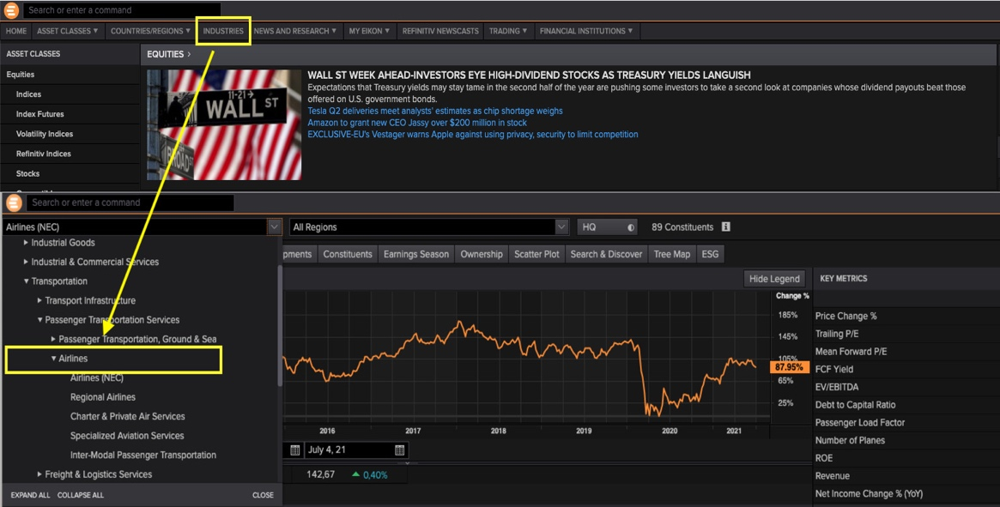 Search or enter a command
HOME ASSET CLASSES COUNTRIES/REGIONS INDUSTRIES NEWS AND RESEARCH MY EIKON REFINITIV NEWSCASTS TRADING FINANCIAL INSTITUTIONS
ASSET CLASSES
Equities
Indices
Index Futures
Volatility Indices
Refinitiv Indices
Stocks
EQUITIES
11-21
WALL ST
BROAD
WALL ST WEEK AHEAD-INVESTORS EYE HIGH-DIVIDEND STOCKS AS TREASURY YIELDS LANGUISH
Expectations that Treasury yields may stay tame in the second half of the year are pushing some investors to take a second look at companies whose dividend payouts beat those
offered on U.S. government bonds.
Tesla Q2 deliveries meet analysts' estimates as chip shortage weighs
Amazon to grant new CEO Jassy over $200 million in stock
EXCLUSIVE-EU's Vestager warns Apple against using privacy, security to limit competition
Search or enter a command
Airlines (NEC)
All Regions
HQ
89 Constituents
Industrial Goods
Industrial & Commercial Services
Transportation
Transport Infrastructure
Passenger Transportation Services
Passenger Transportation, Ground & Sea
Airlines
Airlines (NEC)
Regional Airlines
Charter & Private Air Services
Specialized Aviation Services
Inter-Modal Passenger Transportation
Freight & Logistics Services
EXPAND ALL COLLAPSE ALL CLOSE
pments Constituents Earnings Season Ownership Scatter Plot Search & Discover Tree Map ESG
Hide Legend
Change %
185%
145%
105%
87.95%
65%
25%
2016 2017 2018 2019 2020 2021
July 4, 21
142,67 0,40%
KEY METRICS
Price Change %
Trailing P/E
Mean Forward P/E
FCF Yield
EV/EBITDA
Debt to Capital Ratio
Passenger Load Factor
Number of Planes
ROE
Revenue
Net Income Change % (YoY)